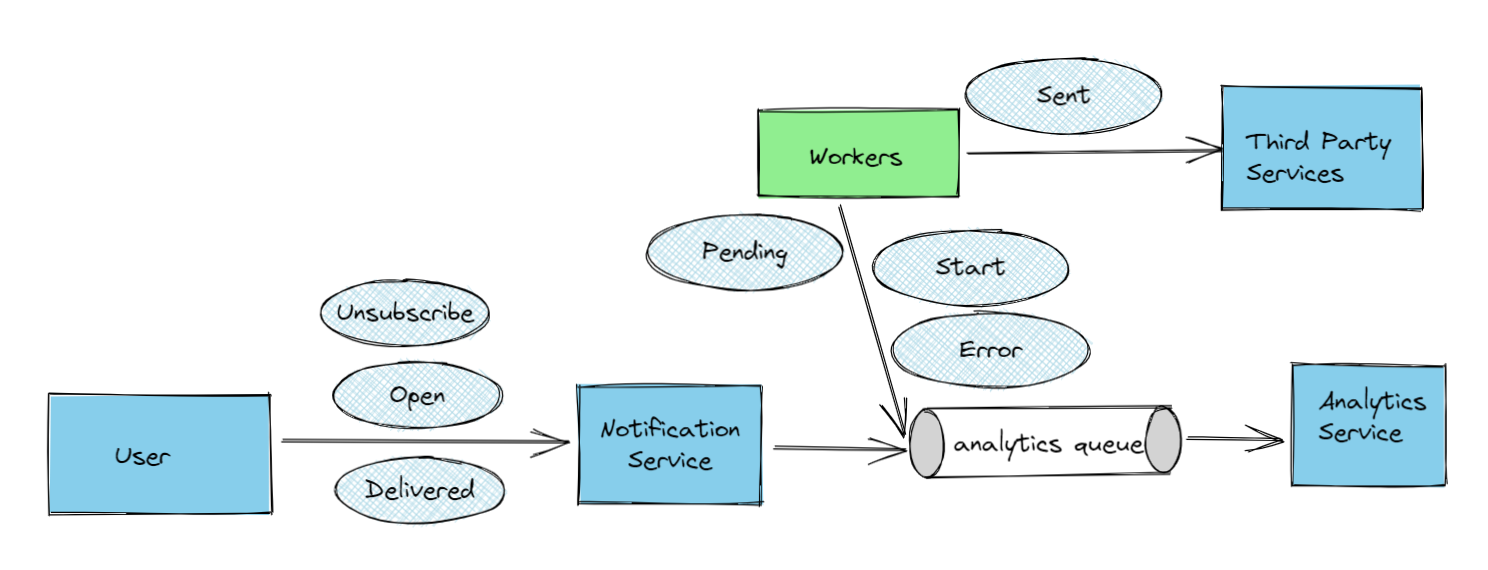 Sent
Workers
Third Party
Services
Pending
Start
Unsubscribe
Error
Open
User
Notification
Service
analytics queue
Analytics
Service
Delivered